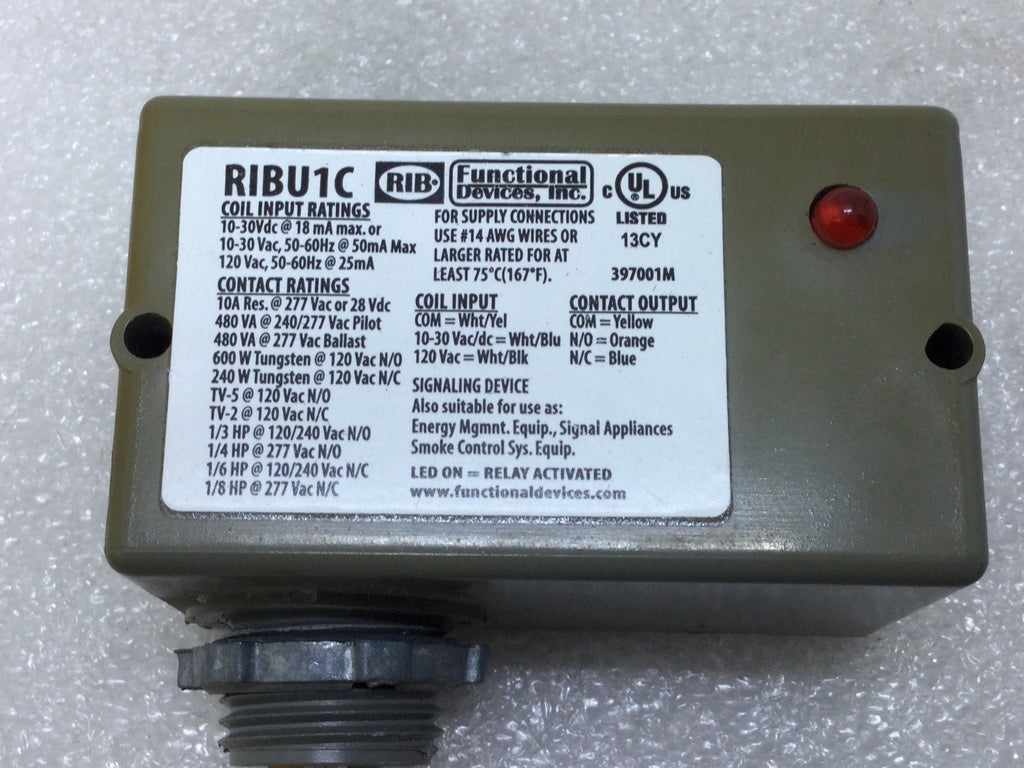 RIBU1C
RIB
Functional
Devices, Inc.
C UL US
LISTED
13CY
397001M
COIL INPUT RATINGS
10-30Vdc @ 18 mA max. or
10-30 Vac, 50-60Hz @ 50mA Max
120 Vac, 50-60Hz @ 25mA
FOR SUPPLY CONNECTIONS
USE #14 AWG WIRES OR
LARGER RATED FOR AT
LEAST 75°C(167°F).
CONTACT RATINGS
10A Res. @ 277 Vac or 28 Vdc
480 VA @ 240/277 Vac Pilot
480 VA @ 277 Vac Ballast
600 W Tungsten @ 120 Vac N/O
240 W Tungsten @ 120 Vac N/C
TV-5 @ 120 Vac N/O
TV-2 @ 120 Vac N/C
1/3 HP @ 120/240 Vac N/O
1/4 HP @ 277 Vac N/O
1/6 HP @ 120/240 Vac N/C
1/8 HP @ 277 Vac N/C
COIL INPUT
COM = Wht/Yel
10-30 Vac/dc = Wht/Blu
120 Vac = Wht/Blk
CONTACT OUTPUT
COM = Yellow
N/O = Orange
N/C = Blue
SIGNALING DEVICE
Also suitable for use as:
Energy Mgmnt. Equip., Signal Appliances
Smoke Control Sys. Equip.
LED ON = RELAY ACTIVATED
www.functionaldevices.com